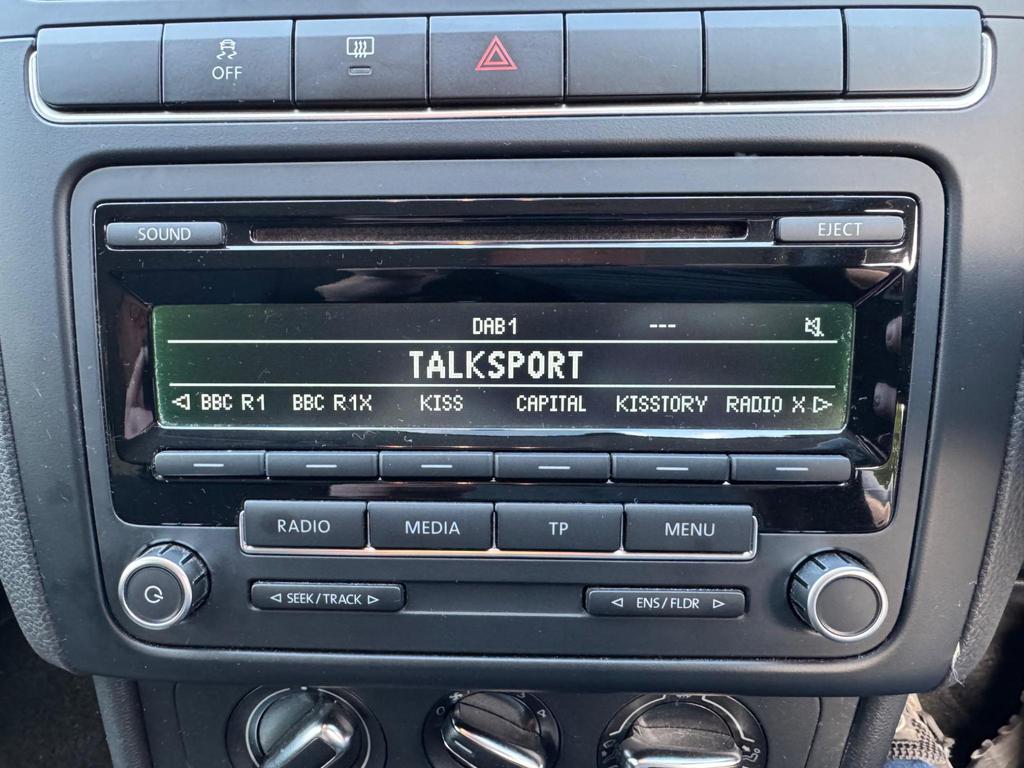 OFF
SOUND EJECT
DAB1 ---
TALKSPORT
BBC R1 BBC R1X KISS CAPITAL KISSTORY RADIO X
RADIO MEDIA TP MENU
SEEK / TRACK ENS / FLDR